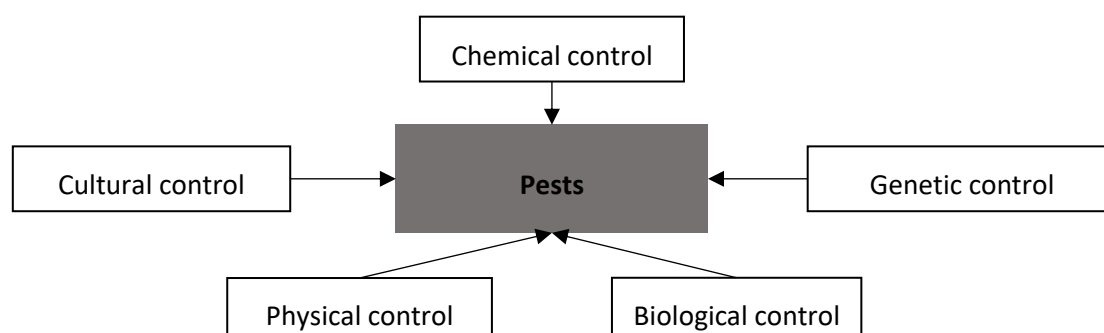 Chemical control
Cultural control
Pests
Genetic control
Physical control
Biological control